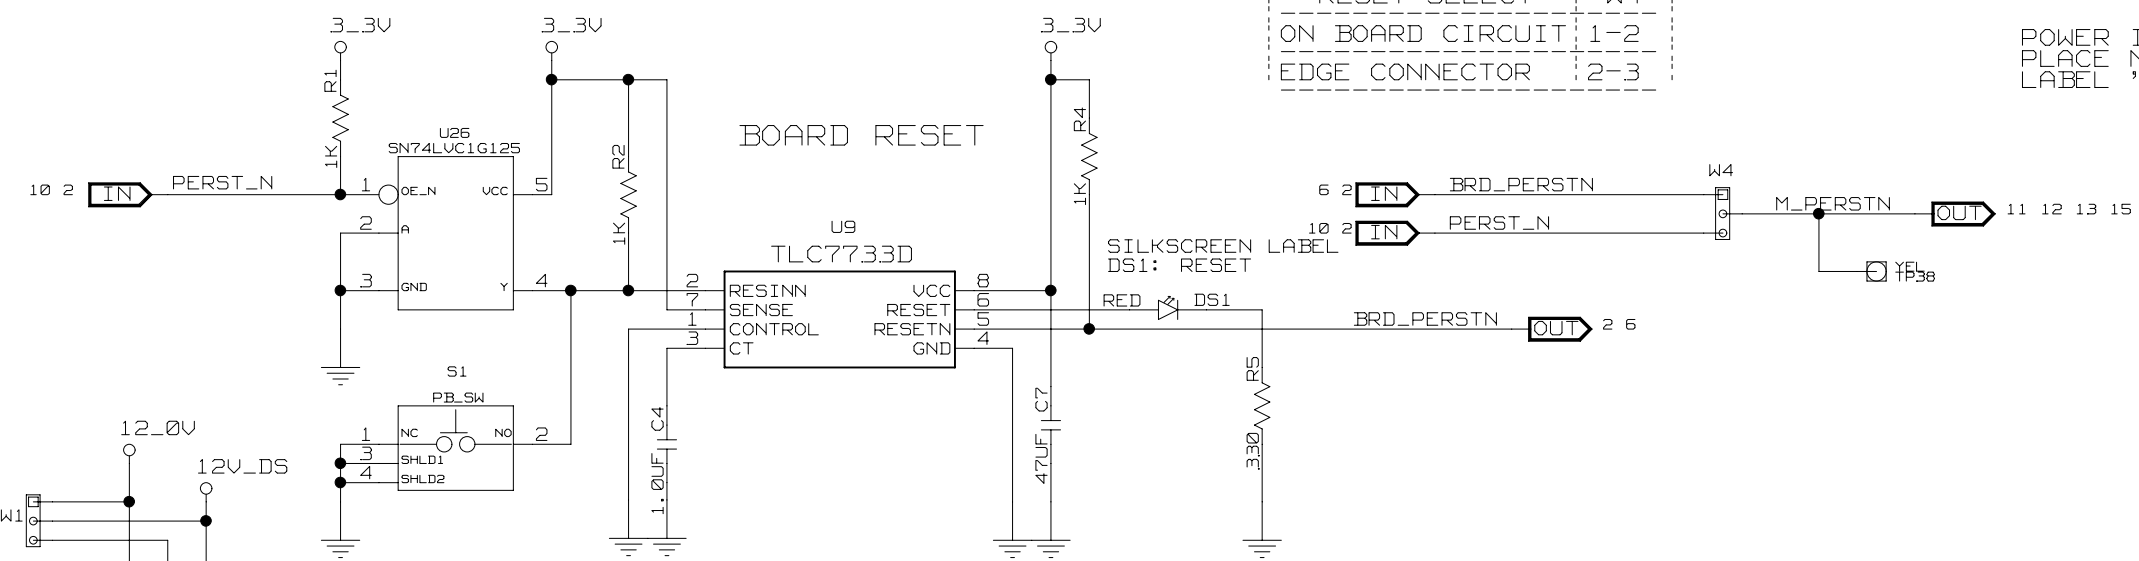 3_3V
3_3V
3_3V
ON BOARD CIRCUIT 1-2
EDGE CONNECTOR 2-3
POWER
PLACE
LABEL
R1
1K
U26
SN74LVC1G125
BOARD RESET
R2
1K
R4
1K
10 2 IN PERST_N
1 OE_N VCC 5
2 A
3 GND Y 4
U9
TLC7733D
2 RESINN VCC 8
7 SENSE RESET 6
1 CONTROL RESETN 5
3 CT GND 4
SILKSCREEN LABEL
DS1: RESET
RED DS1
BRD_PERSTN OUT 2 6
6 2 IN BRD_PERSTN
10 2 IN PERST_N
W4
M_PERSTN OUT 11 12 13 15
YEL
TP38
S1
PB_SW
1 NC NO 2
3 SHLD1
4 SHLD2
C4
1.0UF
C7
47UF
R5
330
12_0V
12V_DS
W1